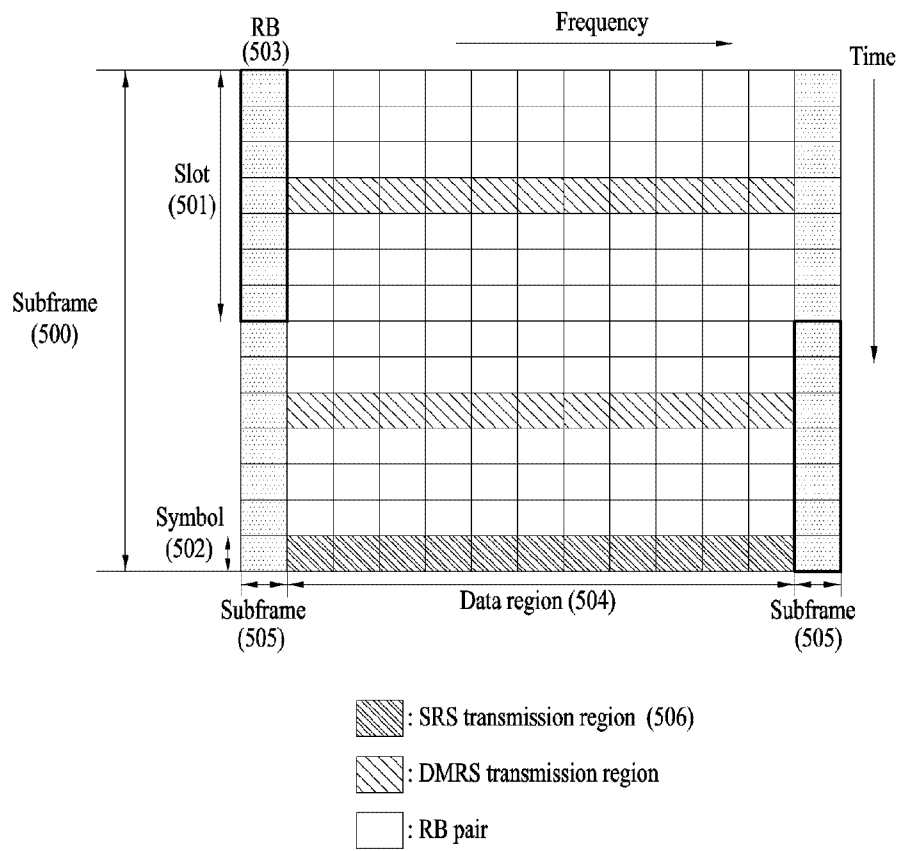 RB
(503)
Frequency
Time
Slot
(501)
Subframe
(500)
Symbol
(502)
Subframe
(505)
Data region (504)
Subframe
(505)
: SRS transmission region (506)
: DMRS transmission region
: RB pair